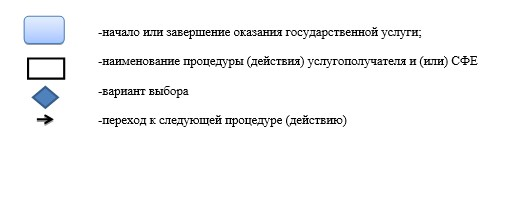 -начало или завершение оказания государственной услуги;
-наименование процедуры (действия) услугополучателя и (или) СФЕ
-вариант выбора
-переход к следующей процедуре (действию)